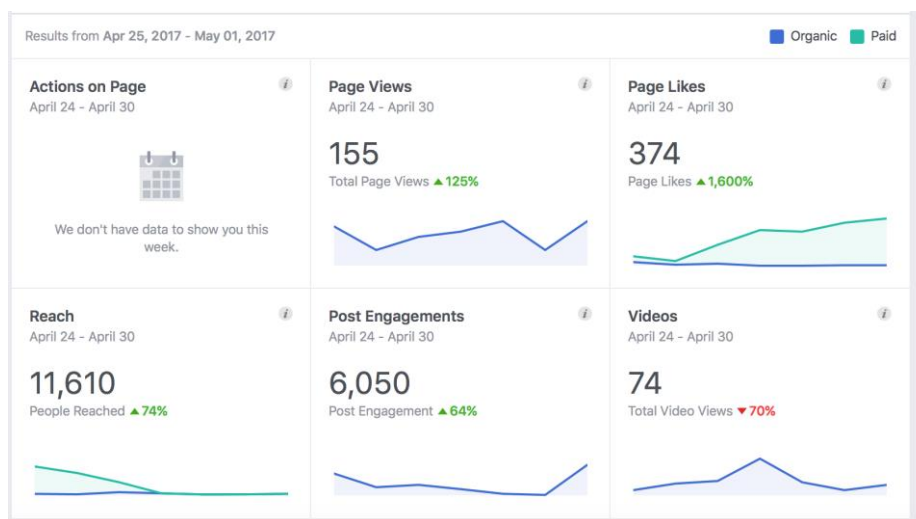 Results from Apr 25, 2017 - May 01, 2017
Organic Paid
Actions on Page
April 24 - April 30
We don't have data to show you this
week.
Page Views
April 24 - April 30
155
Total Page Views ▲ 125%
Page Likes
April 24 - April 30
374
Page Likes ▲ 1,600%
Reach
April 24 - April 30
11,610
People Reached ▲ 74%
Post Engagements
April 24 - April 30
6,050
Post Engagement ▲ 64%
Videos
April 24 - April 30
74
Total Video Views ▼ 70%